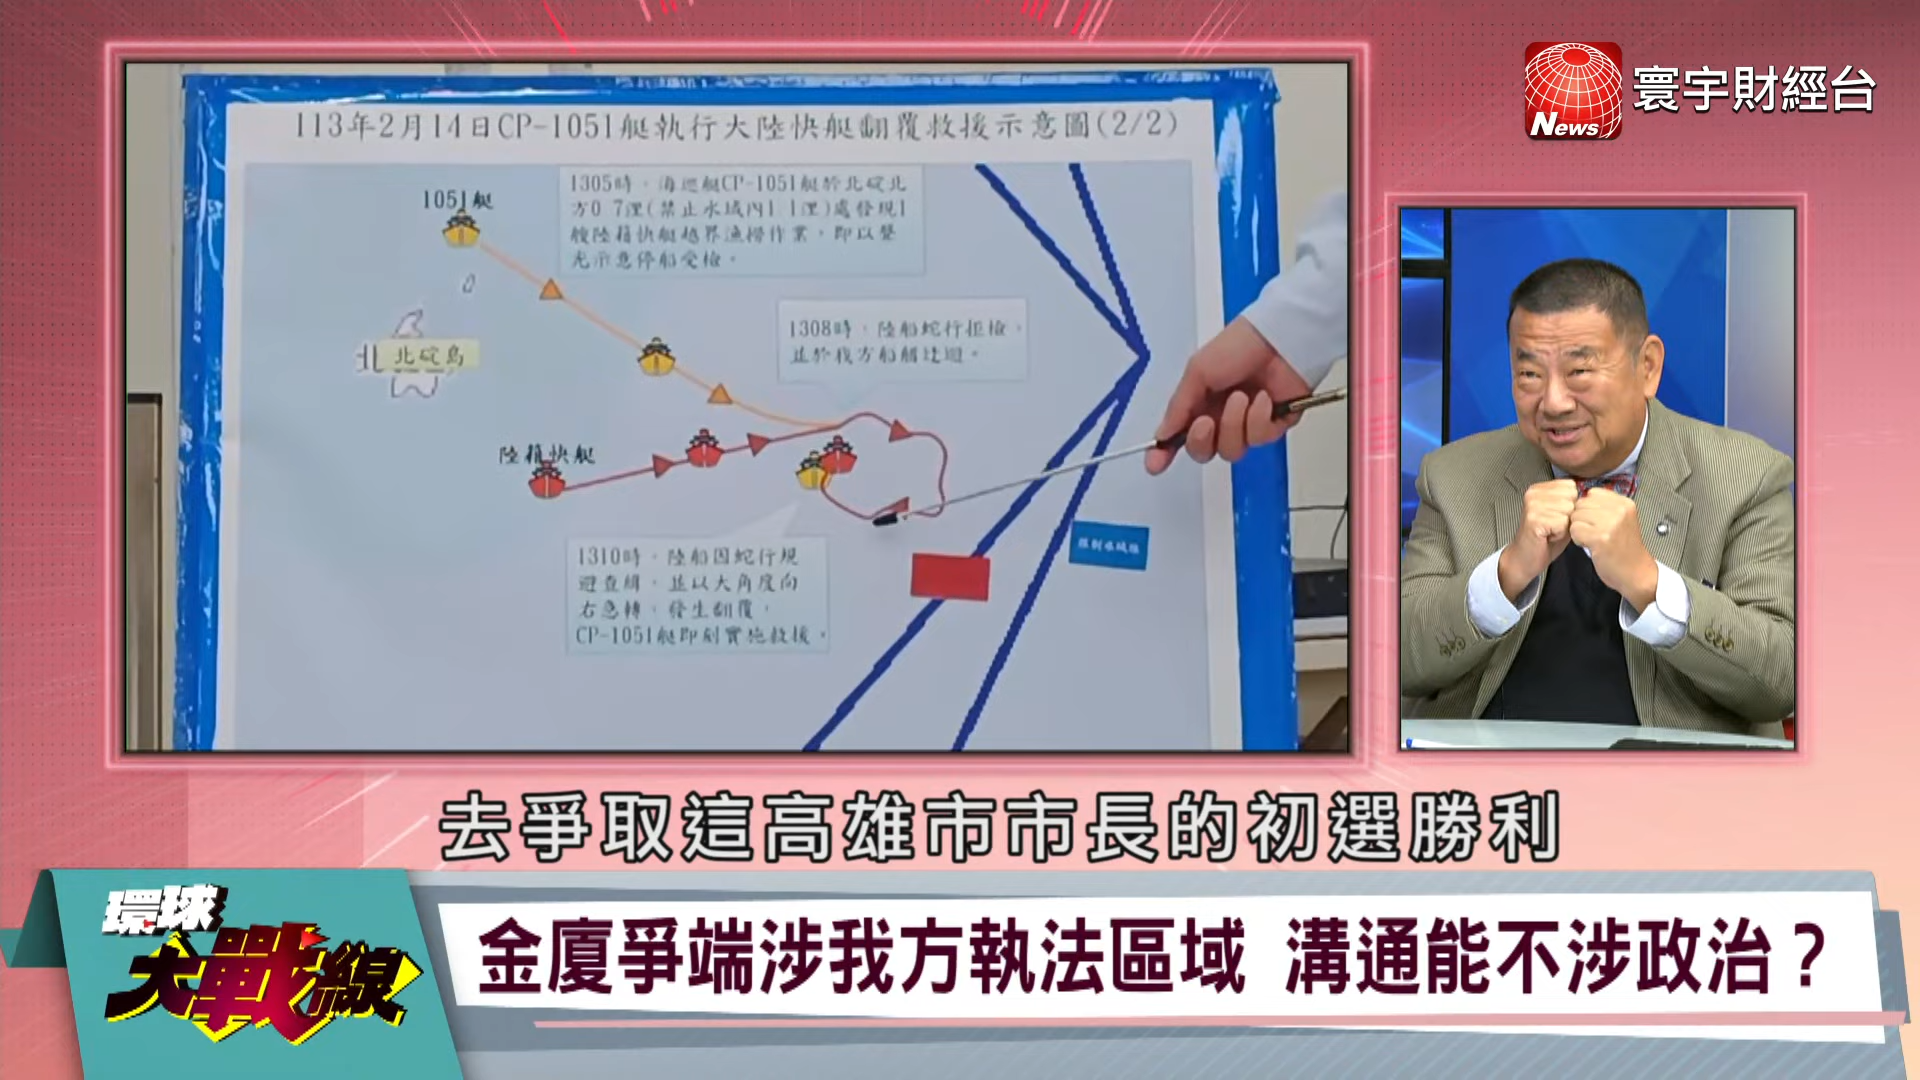 News
寰宇財經台
113年2月14日CP-1051艇執行大陸快艇翻覆救援示意圖(2/2)
1305時,海巡艇CP-1051艇於北碇北
方0.7浬(禁止水域內1.1浬)處發現1
艘陸籍快艇越界漁撈作業,即以聲
光示意停船受檢。
1051艇
1308時,陸船蛇行拒檢,
並於我方船艏逃避。
北
北碇島
陸籍快艇
1310時,陸船因蛇行規
避查緝,並以大角度向
右急轉,發生翻覆,
CP-1051艇即刻實施救援。
限制水域線
去爭取這高雄市市長的初選勝利
環球
大戰線
金廈爭端涉我方執法區域 溝通能不涉政治?